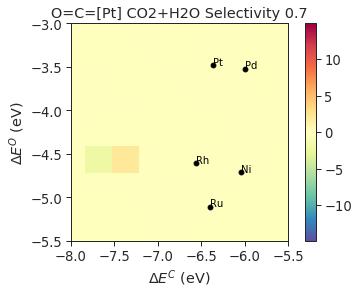 O=C=[Pt] CO2+H2O Selectivity 0.7
−3.0
−3.5
−4.0
−4.5
−5.0
−5.5
ΔE^O (eV)
Pt
Pd
Rh
Ni
Ru
−8.0 −7.5 −7.0 −6.5 −6.0 −5.5
ΔE^C (eV)
10
5
0
−5
−10